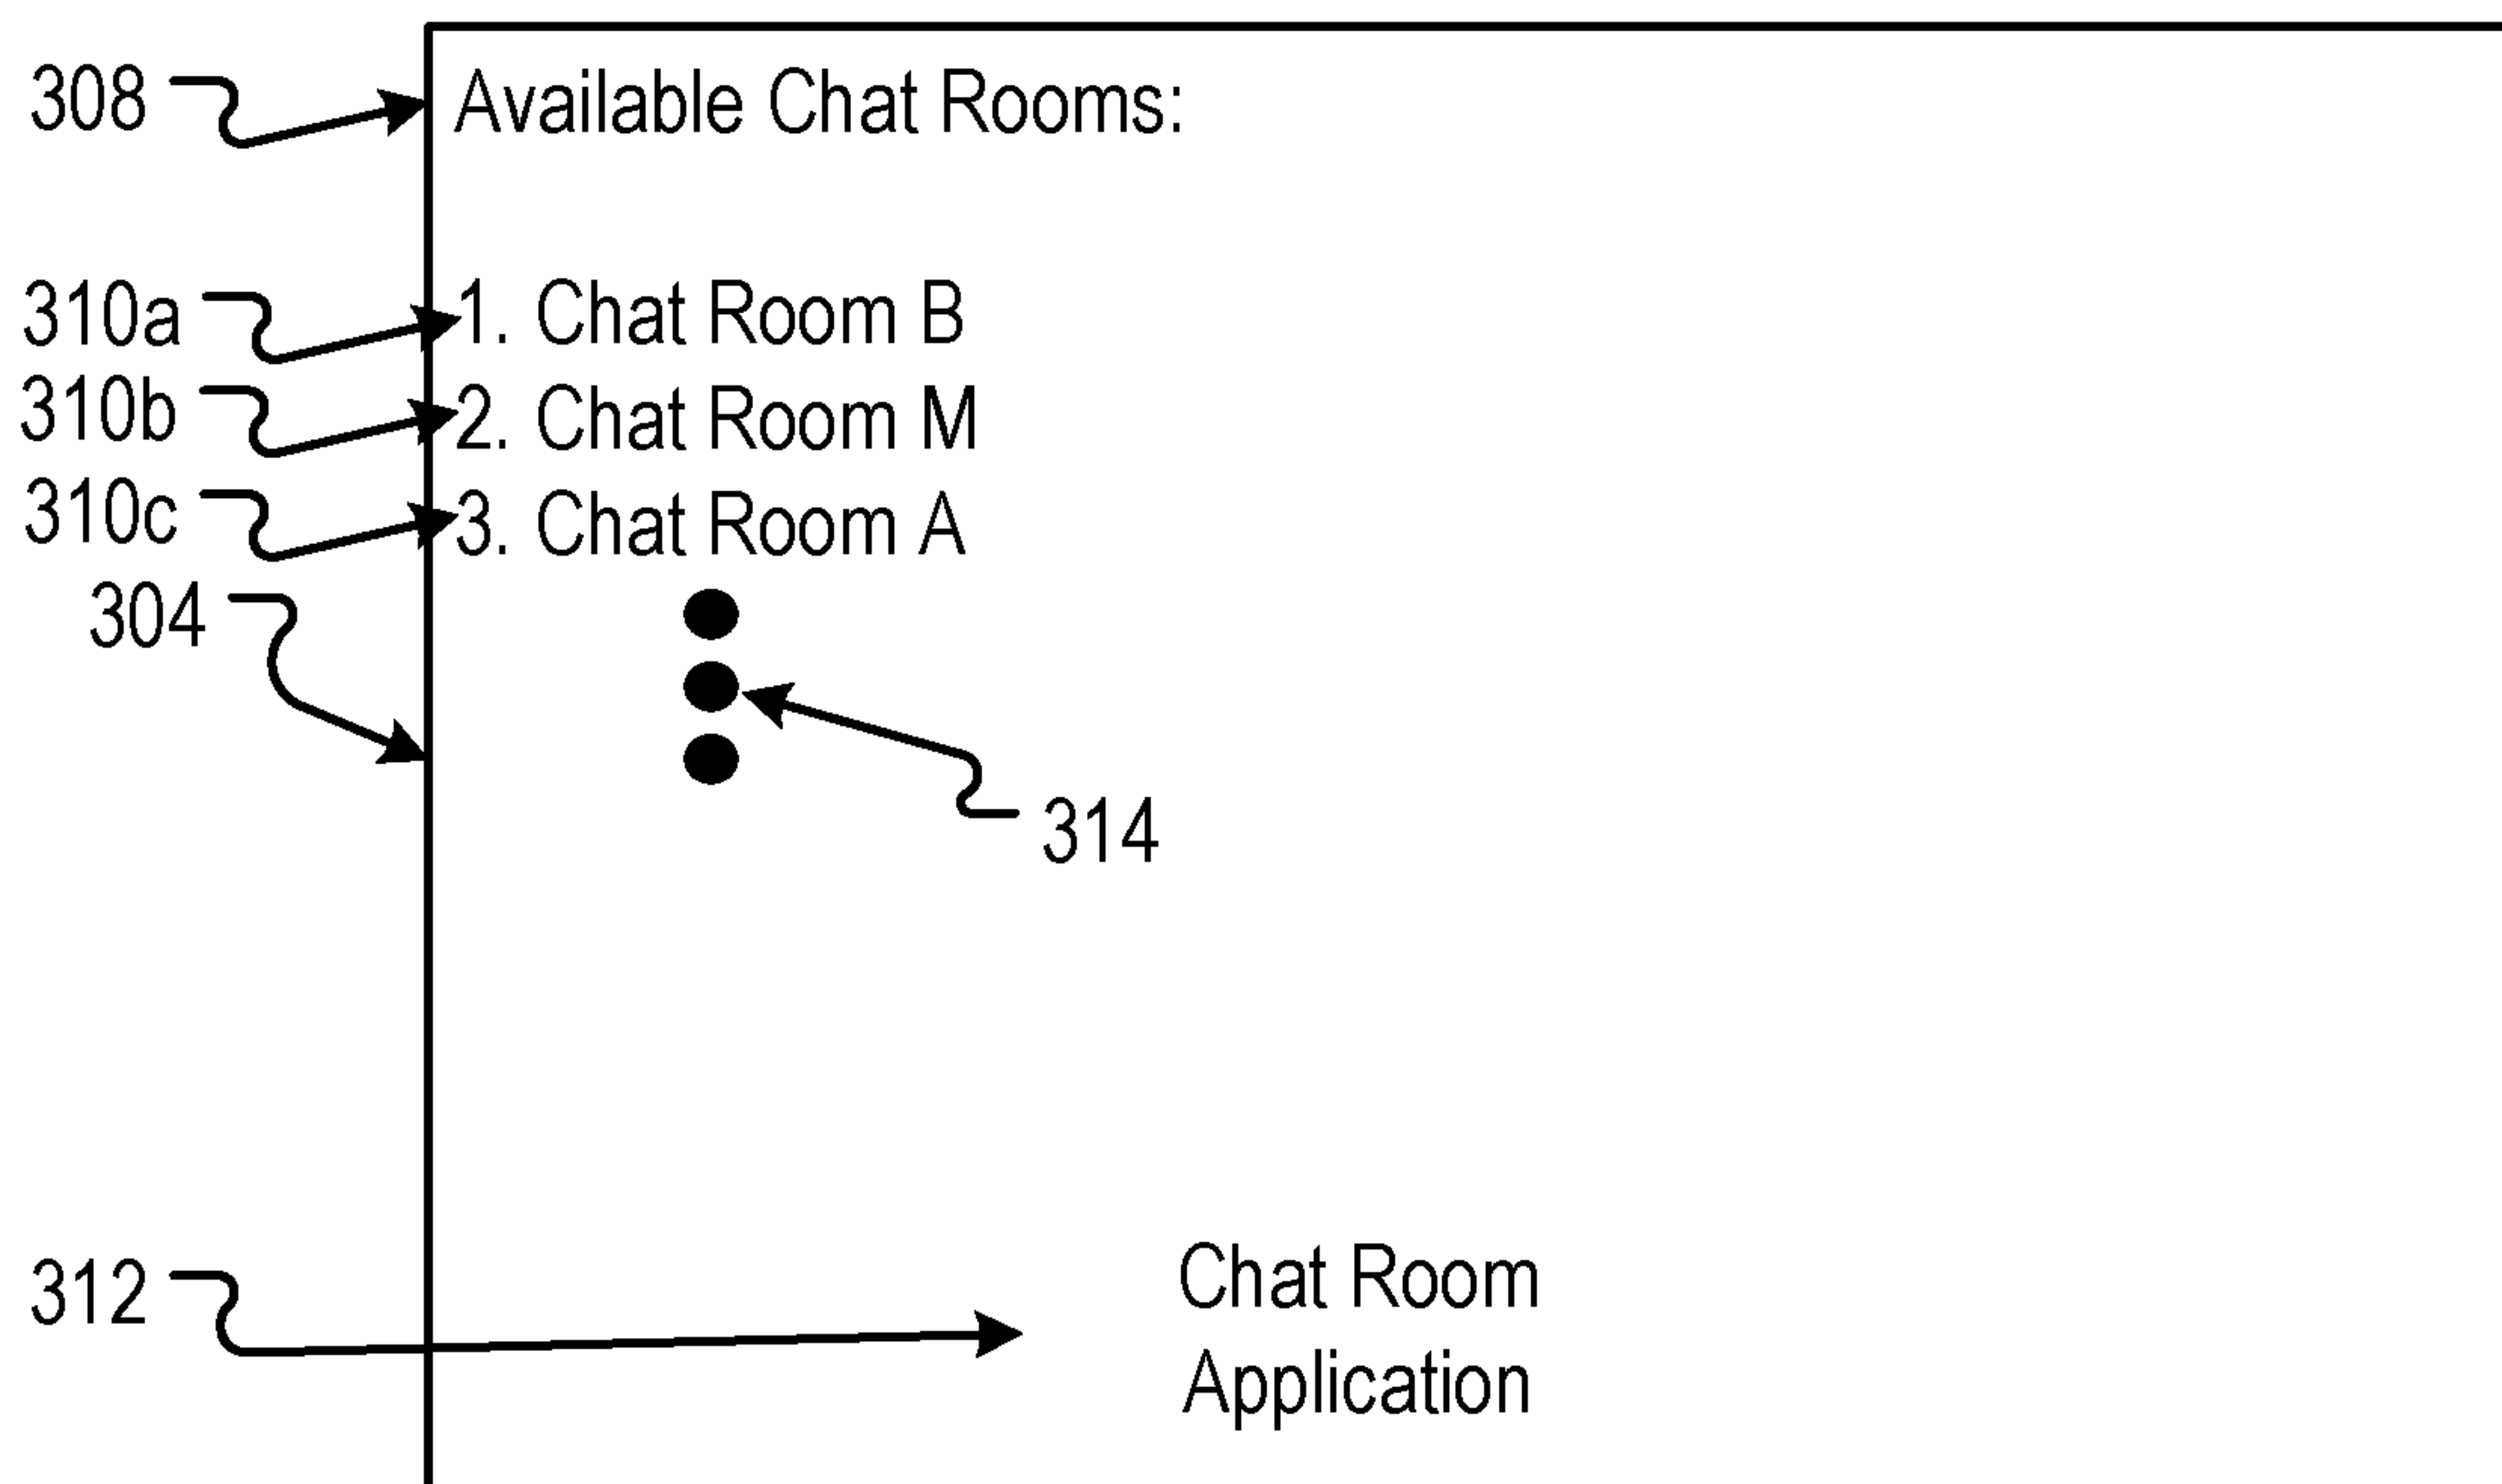 308
Available Chat Rooms:
310a
1. Chat Room B
310b
2. Chat Room M
310c
3. Chat Room A
304
314
312
Chat Room
Application